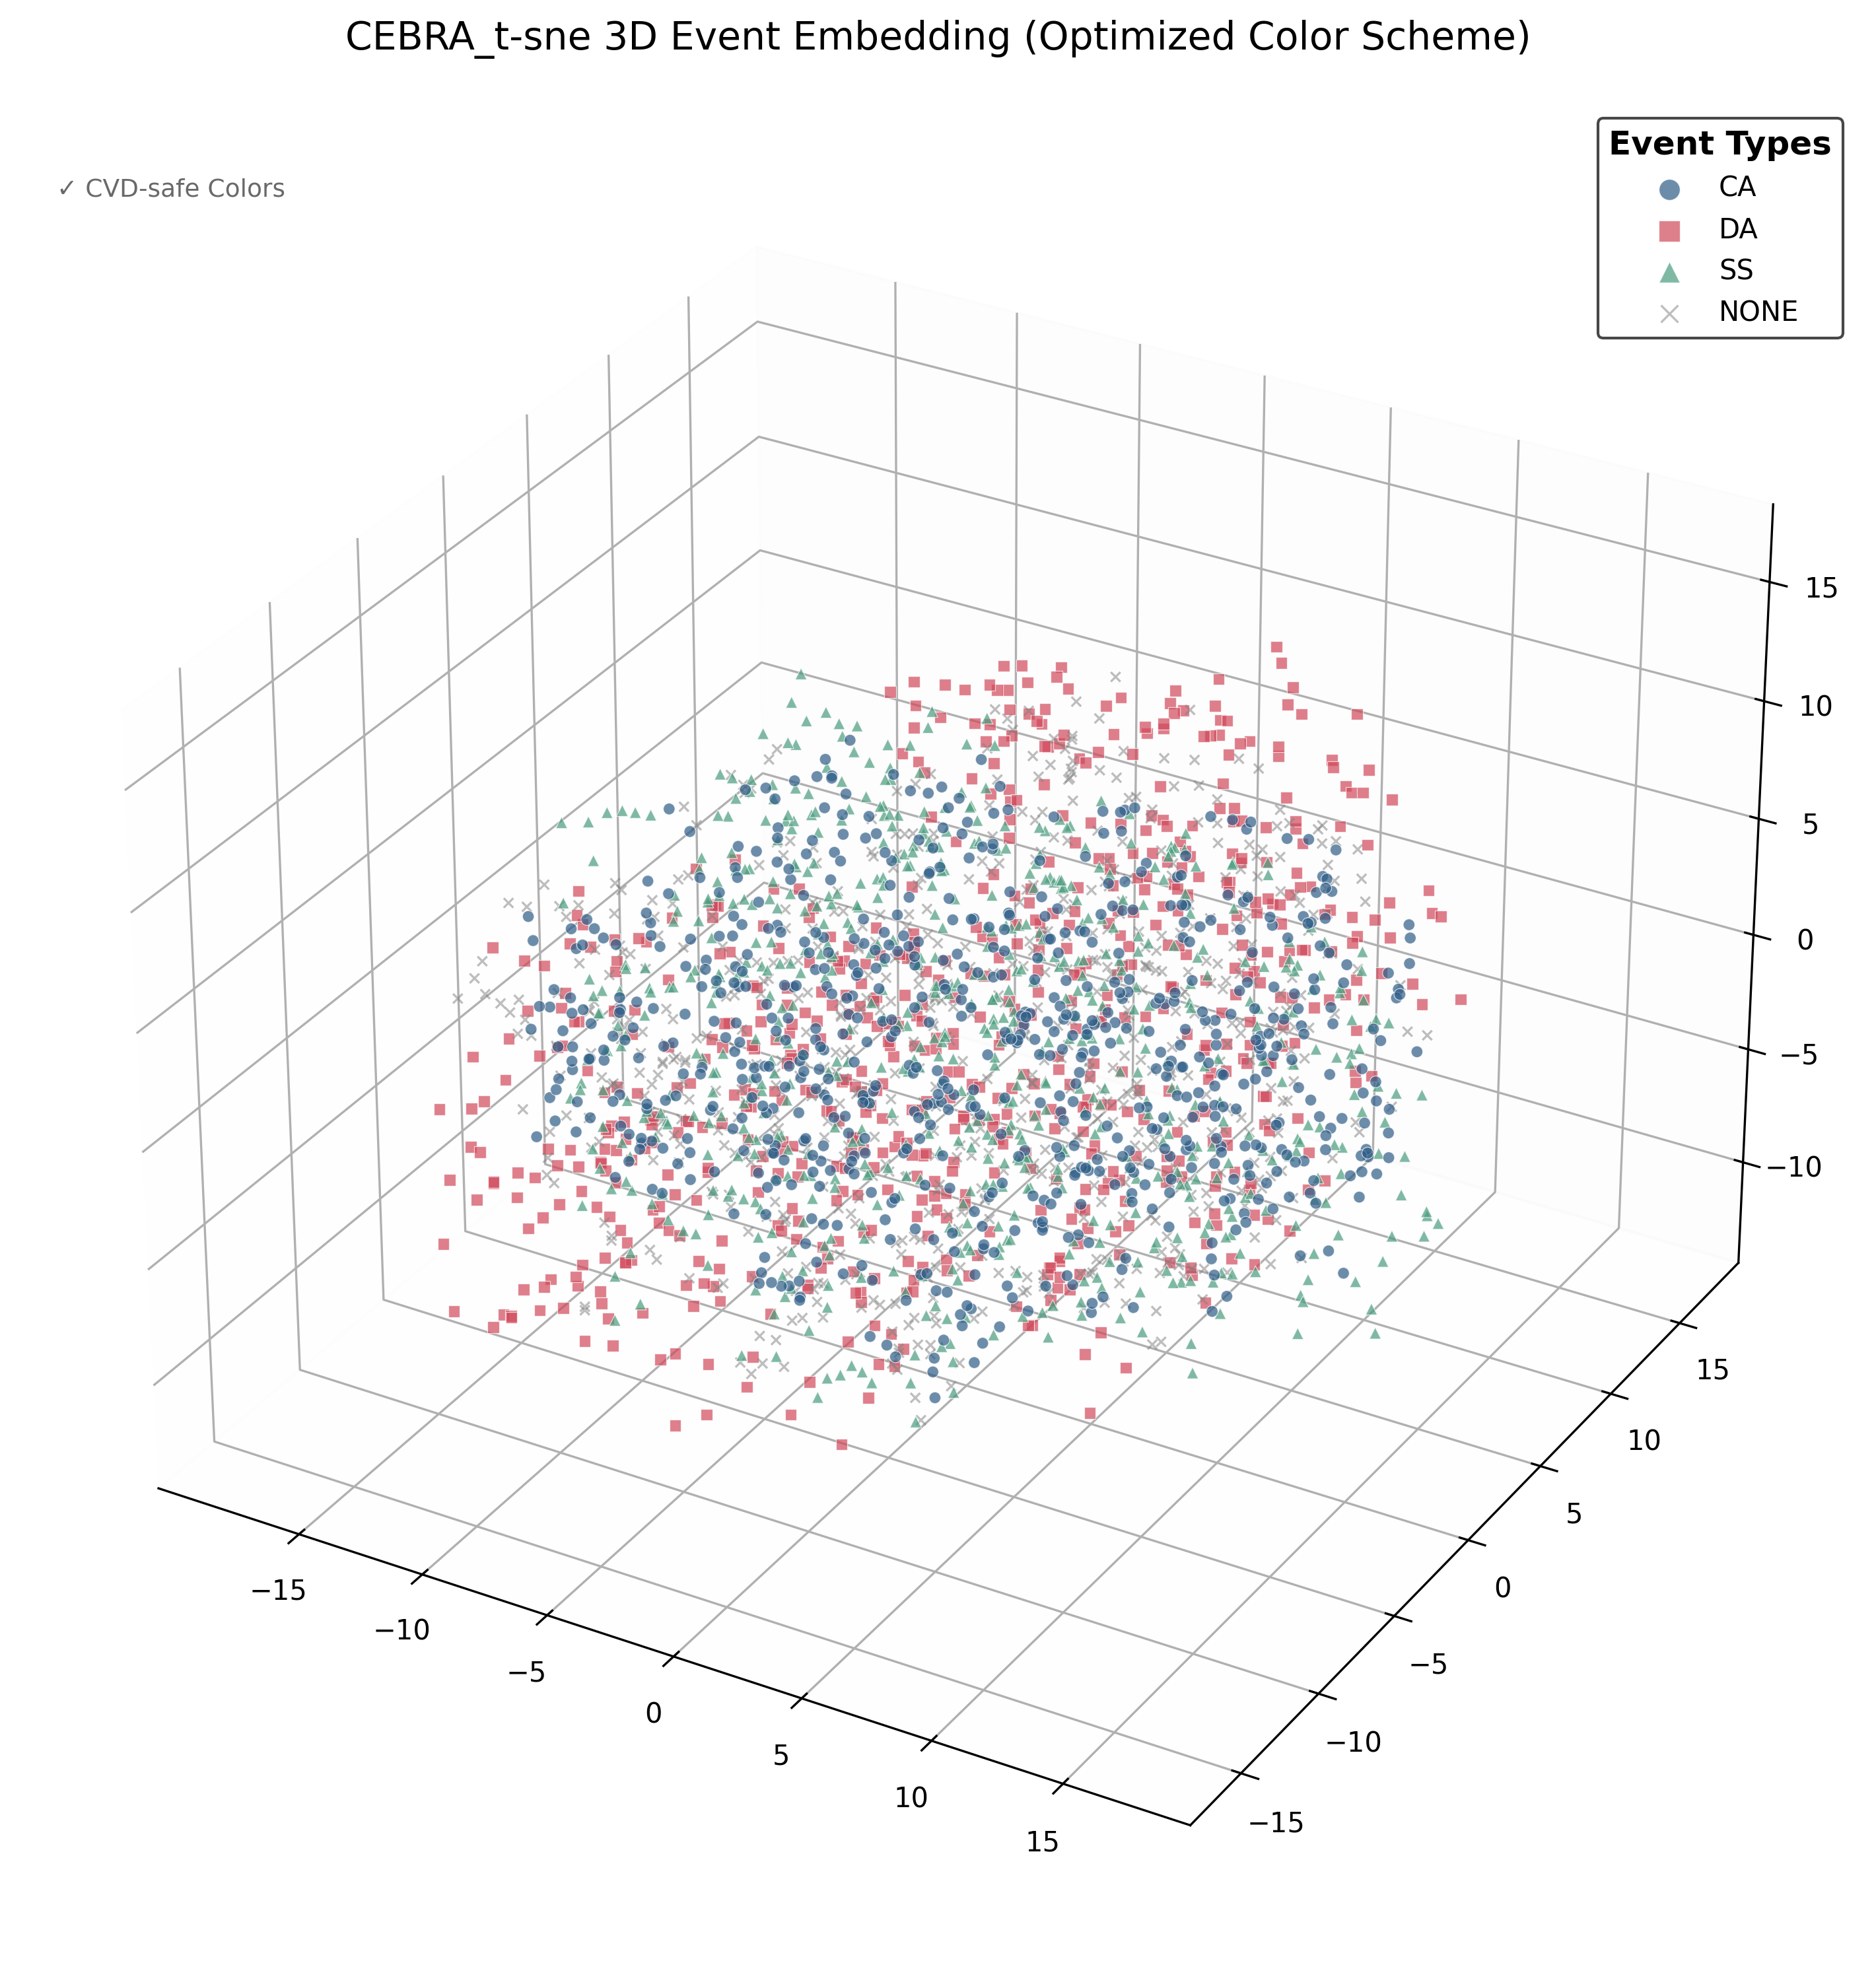 CEBRA_t-sne 3D Event Embedding (Optimized Color Scheme)
✓ CVD-safe Colors
Event Types
CA
DA
SS
NONE
15
10
5
0
−5
−10
−15
−10
−5
0
5
10
15
15
10
5
0
−5
−10
−15